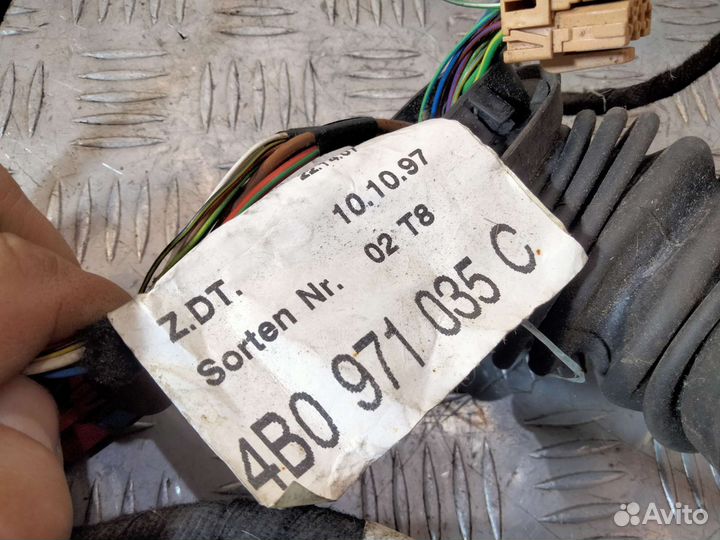 10.10.97
Z.DT.
Sorten Nr. 02 T8
4B0 971 035 C
Avito